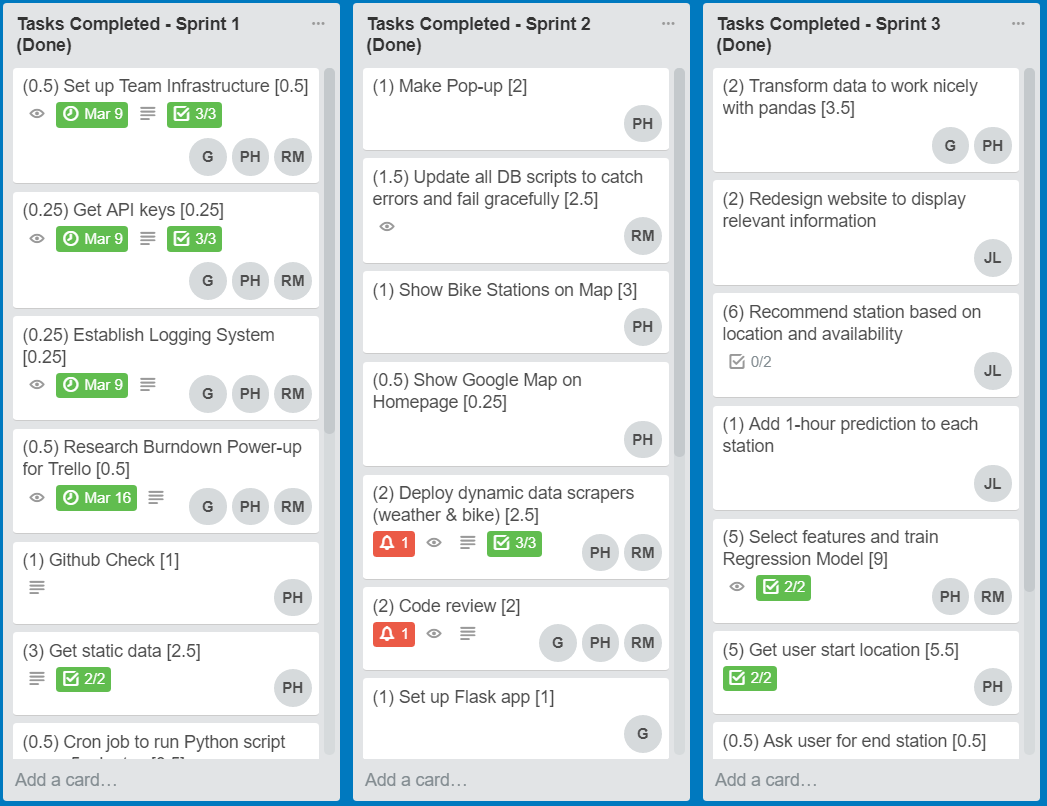 Tasks Completed - Sprint 1
(Done)
(0.5) Set up Team Infrastructure [0.5]
Mar 9
3/3
G PH RM
(0.25) Get API keys [0.25]
Mar 9
3/3
G PH RM
(0.25) Establish Logging System
[0.25]
Mar 9
G PH RM
(0.5) Research Burndown Power-up
for Trello [0.5]
Mar 16
G PH RM
(1) Github Check [1]
PH
(3) Get static data [2.5]
2/2
PH
(0.5) Cron job to run Python script
Add a card…
Tasks Completed - Sprint 2
(Done)
(1) Make Pop-up [2]
PH
(1.5) Update all DB scripts to catch
errors and fail gracefully [2.5]
RM
(1) Show Bike Stations on Map [3]
PH
(0.5) Show Google Map on
Homepage [0.25]
PH
(2) Deploy dynamic data scrapers
(weather & bike) [2.5]
1
3/3
PH RM
(2) Code review [2]
1
G PH RM
(1) Set up Flask app [1]
G
Add a card…
Tasks Completed - Sprint 3
(Done)
(2) Transform data to work nicely
with pandas [3.5]
G PH
(2) Redesign website to display
relevant information
JL
(6) Recommend station based on
location and availability
0/2
JL
(1) Add 1-hour prediction to each
station
JL
(5) Select features and train
Regression Model [9]
2/2
PH RM
(5) Get user start location [5.5]
2/2
PH
(0.5) Ask user for end station [0.5]
Add a card…